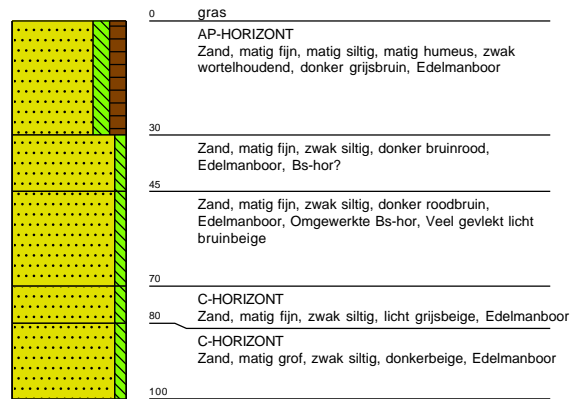 0 gras
AP-HORIZONT
Zand, matig fijn, matig siltig, matig humeus, zwak
wortelhoudend, donker grijsbruin, Edelmanboor
30
Zand, matig fijn, zwak siltig, donker bruinrood,
Edelmanboor, Bs-hor?
45
Zand, matig fijn, zwak siltig, donker roodbruin,
Edelmanboor, Omgewerkte Bs-hor, Veel gevlekt licht
bruinbeige
70
C-HORIZONT
Zand, matig fijn, zwak siltig, licht grijsbeige, Edelmanboor
80
C-HORIZONT
Zand, matig grof, zwak siltig, donkerbeige, Edelmanboor
100